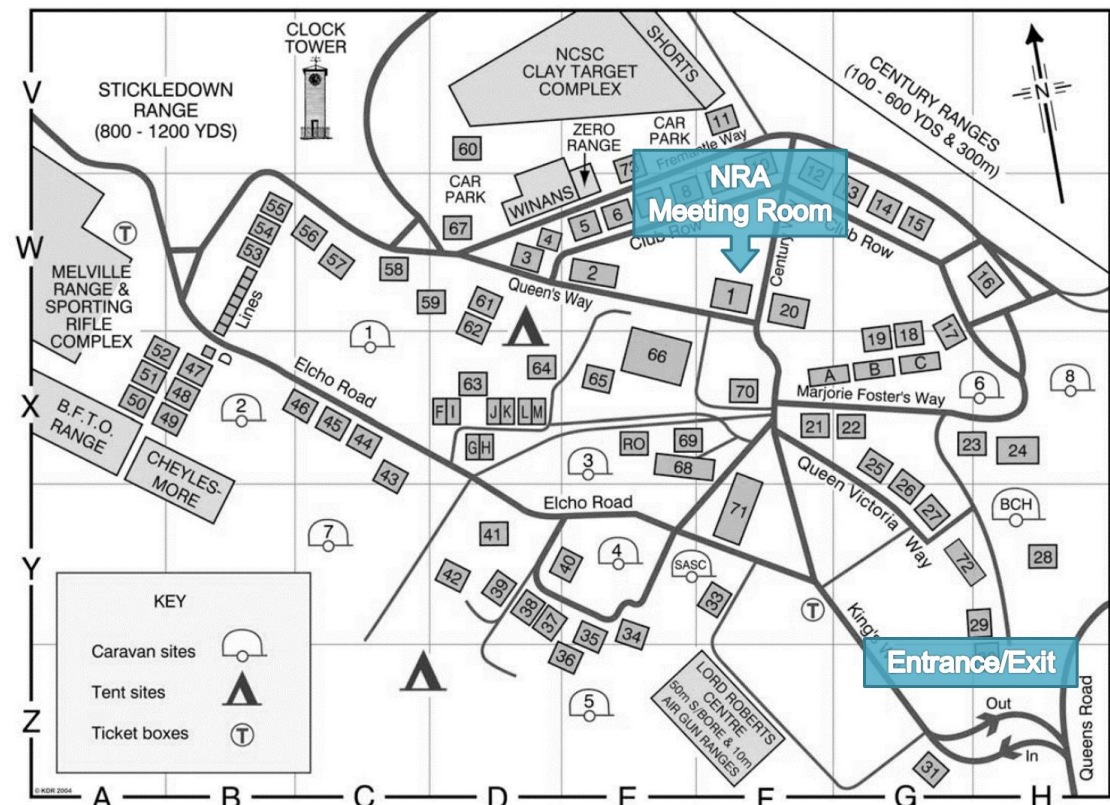 CLOCK
TOWER
V
STICKLEDOWN
RANGE
(800 - 1200 YDS)
NCSC
CLAY TARGET
COMPLEX
SHORTS
CENTURY RANGES
(100 - 600 YDS & 300m)
N
60
CAR
PARK
67
ZERO
RANGE
WINANS
CAR
PARK
11
Fremantle Way
NRA
Meeting Room
W
T
MELVILLE
RANGE &
SPORTING
RIFLE
COMPLEX
55
54
53
56
57
58
59
Lines
D
3
4
5
6
8
2
Club Row
Queen's Way
1
20
12
13
14
15
Club Row
16
17
18
19
61
62
1
64
63
65
66
70
A
B
C
Marjorie Foster's Way
6
8
X
52
51
50
47
48
49
2
B.F.T.O.
RANGE
CHEYLES-
MORE
Elcho Road
46
45
44
43
F I
J K
L M
G H
3
RO
69
68
21
22
23
24
25
26
27
Queen Victoria
Way
BCH
28
72
29
Y
7
41
42
39
38
37
40
Elcho Road
4
SASC
33
34
35
36
71
T
King's
Entrance/Exit
KEY
Caravan sites
Tent sites
Ticket boxes
T
Z
5
LORD ROBERTS
CENTRE
50m S/BORE & 10m
AIR GUN RANGES
Out
In
31
Queens Road
© KDR 2004
A
B
C
D
E
F
G
H